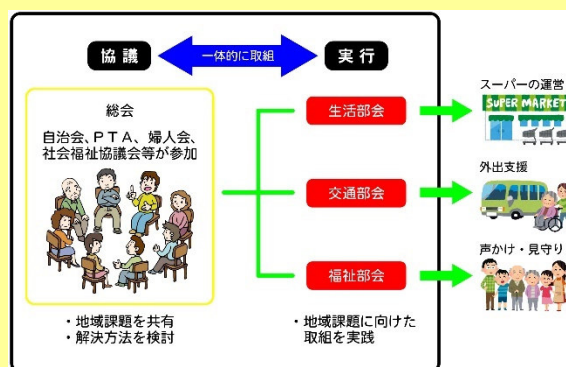 協議
一体的に取組
実行
総会
自治会、PTA、婦人会、
社会福祉協議会等が参加
・地域課題を共有
・解決方法を検討
生活部会
交通部会
福祉部会
・地域課題に向けた
取組を実践
スーパーの運営
SUPER MARKET
外出支援
声かけ・見守り